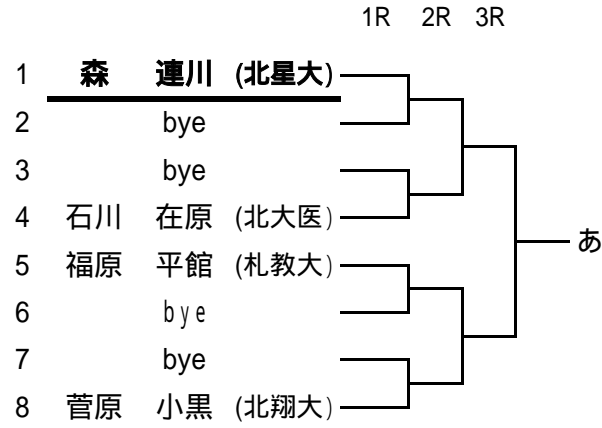 1R 2R 3R
1 森 連川 (北星大)
2 bye
3 bye
4 石川 在原 (北大医)
5 福原 平館 (札教大)
6 bye
7 bye
8 菅原 小黒 (北翔大)
あ